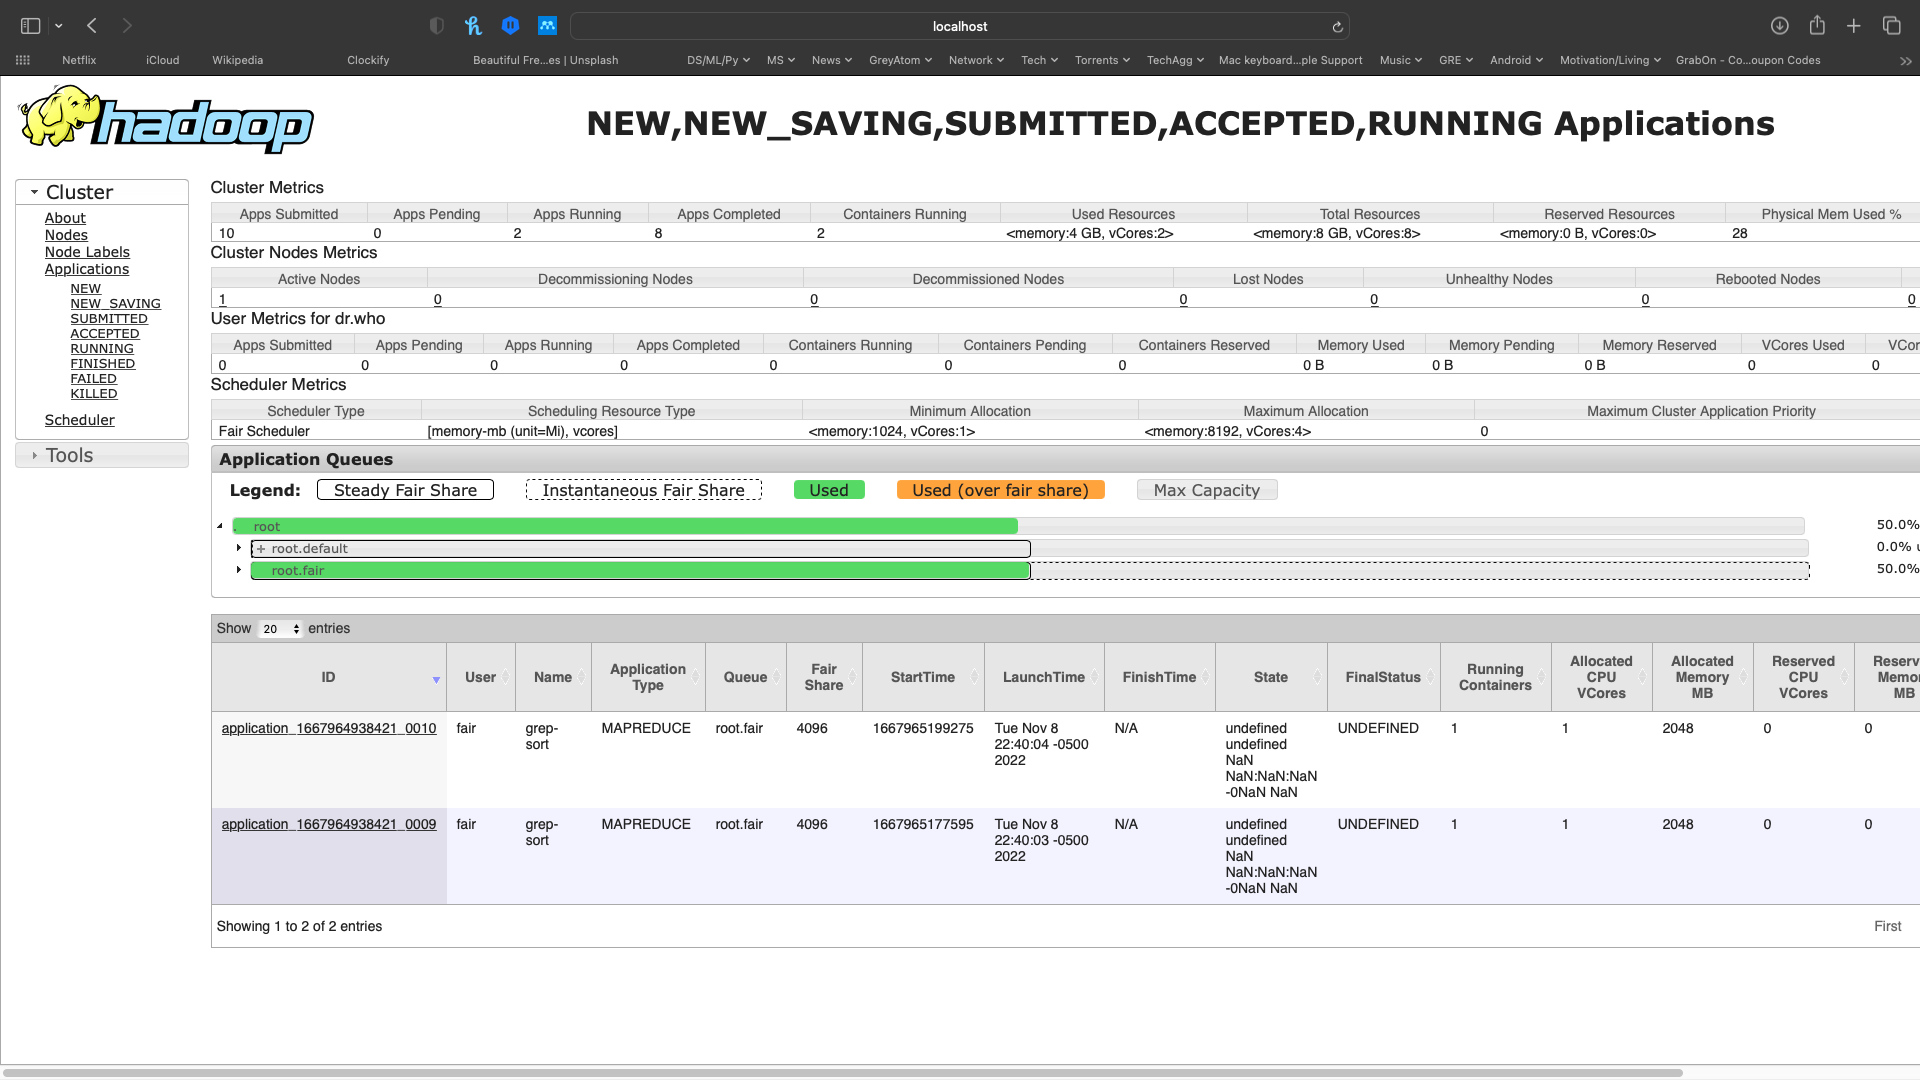 localhost
Netflix iCloud Wikipedia Clockify Beautiful Fre...es | Unsplash DS/ML/Py MS News GreyAtom Network Tech Torrents TechAgg Mac keyboard...ple Support Music GRE Android Motivation/Living GrabOn - Co...oupon Codes
hadoop
NEW,NEW_SAVING,SUBMITTED,ACCEPTED,RUNNING Applications
Cluster
About
Nodes
Node Labels
Applications
NEW
NEW_SAVING
SUBMITTED
ACCEPTED
RUNNING
FINISHED
FAILED
KILLED
Scheduler
Tools
Cluster Metrics
Apps Submitted Apps Pending Apps Running Apps Completed Containers Running Used Resources Total Resources Reserved Resources Physical Mem Used %
10 0 2 8 2 <memory:4 GB, vCores:2> <memory:8 GB, vCores:8> <memory:0 B, vCores:0> 28
Cluster Nodes Metrics
Active Nodes Decommissioning Nodes Decommissioned Nodes Lost Nodes Unhealthy Nodes Rebooted Nodes
1 0 0 0 0 0 0
User Metrics for dr.who
Apps Submitted Apps Pending Apps Running Apps Completed Containers Running Containers Pending Containers Reserved Memory Used Memory Pending Memory Reserved VCores Used VCor
0 0 0 0 0 0 0 0 B 0 B 0 B 0 0
Scheduler Metrics
Scheduler Type Scheduling Resource Type Minimum Allocation Maximum Allocation Maximum Cluster Application Priority
Fair Scheduler [memory-mb (unit=Mi), vcores] <memory:1024, vCores:1> <memory:8192, vCores:4> 0
Application Queues
Legend: Steady Fair Share Instantaneous Fair Share Used Used (over fair share) Max Capacity
. root 50.0%
+ root.default 0.0% u
root.fair 50.0%
Show 20 entries
ID User Name Application Type Queue Fair Share StartTime LaunchTime FinishTime State FinalStatus Running Containers Allocated CPU VCores Allocated Memory MB Reserved CPU VCores Reserv Memo MB
application_1667964938421_0010 fair grep-sort MAPREDUCE root.fair 4096 1667965199275 Tue Nov 8 22:40:04 -0500 2022 N/A undefined undefined NaN NaN:NaN:NaN -0NaN NaN UNDEFINED 1 1 2048 0 0
application_1667964938421_0009 fair grep-sort MAPREDUCE root.fair 4096 1667965177595 Tue Nov 8 22:40:03 -0500 2022 N/A undefined undefined NaN NaN:NaN:NaN -0NaN NaN UNDEFINED 1 1 2048 0 0
Showing 1 to 2 of 2 entries
First